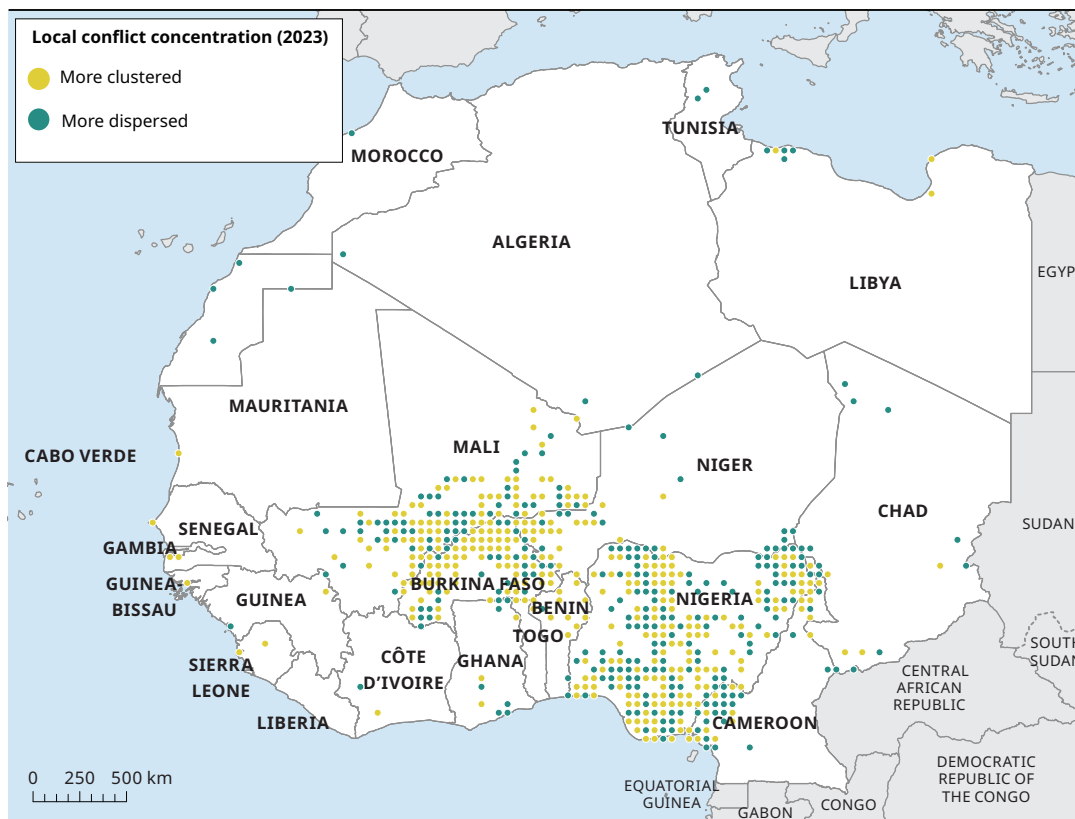 Local conflict concentration (2023)
More clustered
More dispersed
TUNISIA
MOROCCO
ALGERIA
LIBYA
EGYP
MAURITANIA
CABO VERDE
MALI
NIGER
CHAD
SUDAN
SENEGAL
GAMBIA
GUINEA-
BISSAU
GUINEA
BURKINA FASO
BENIN
NIGERIA
TOGO
SIERRA
LEONE
CÔTE
D'IVOIRE
GHANA
SOUTH
SUDAN
CENTRAL
AFRICAN
REPUBLIC
LIBERIA
CAMEROON
0 250 500 km
EQUATORIAL
GUINEA
GABON
CONGO
DEMOCRATIC
REPUBLIC OF
THE CONGO